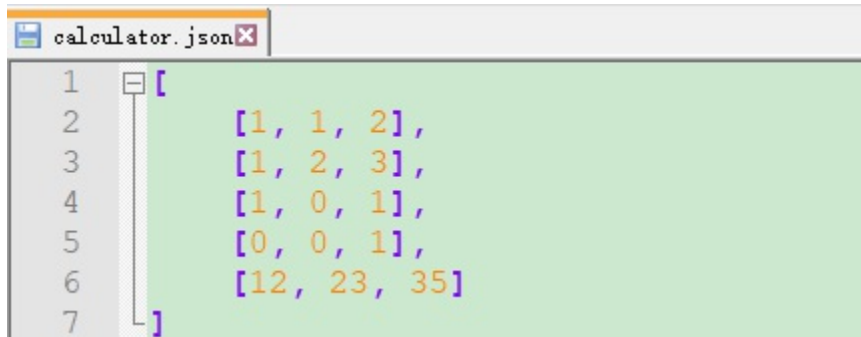 calculator.json
1 [
2 [1, 1, 2],
3 [1, 2, 3],
4 [1, 0, 1],
5 [0, 0, 1],
6 [12, 23, 35]
7 ]